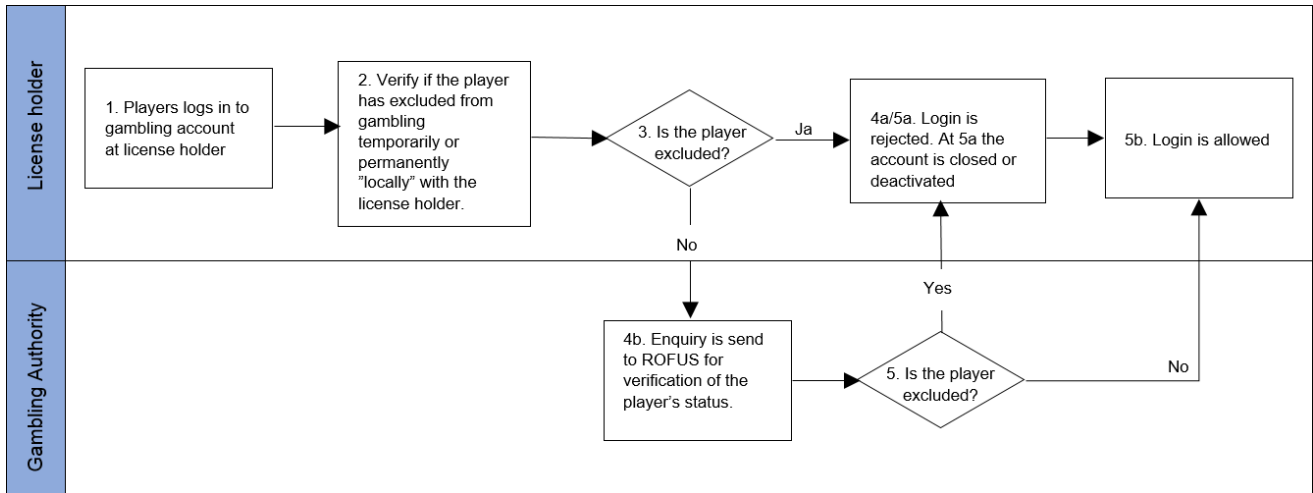 License holder
1. Players logs in to
gambling account
at license holder
2. Verify if the player
has excluded from
gambling
temporarily or
permanently
”locally” with the
license holder.
3. Is the player
excluded?
Ja
No
4a/5a. Login is
rejected. At 5a the
account is closed or
deactivated
5b. Login is allowed
Gambling Authority
4b. Enquiry is send
to ROFUS for
verification of the
player’s status.
5. Is the player
excluded?
Yes
No